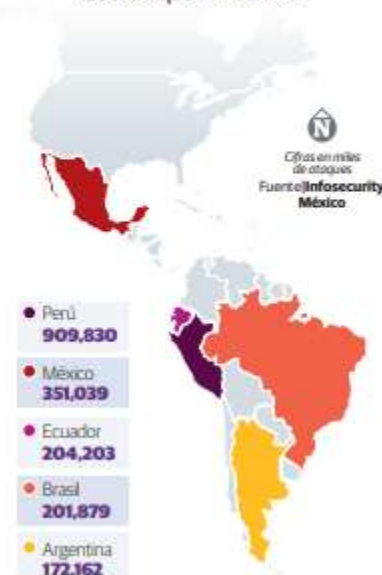 N
Cifras en miles
de ataques
Fuente|Infosecurity
México
Perú
909,830
México
351,039
Ecuador
204,203
Brasil
201,879
Argentina
172,162